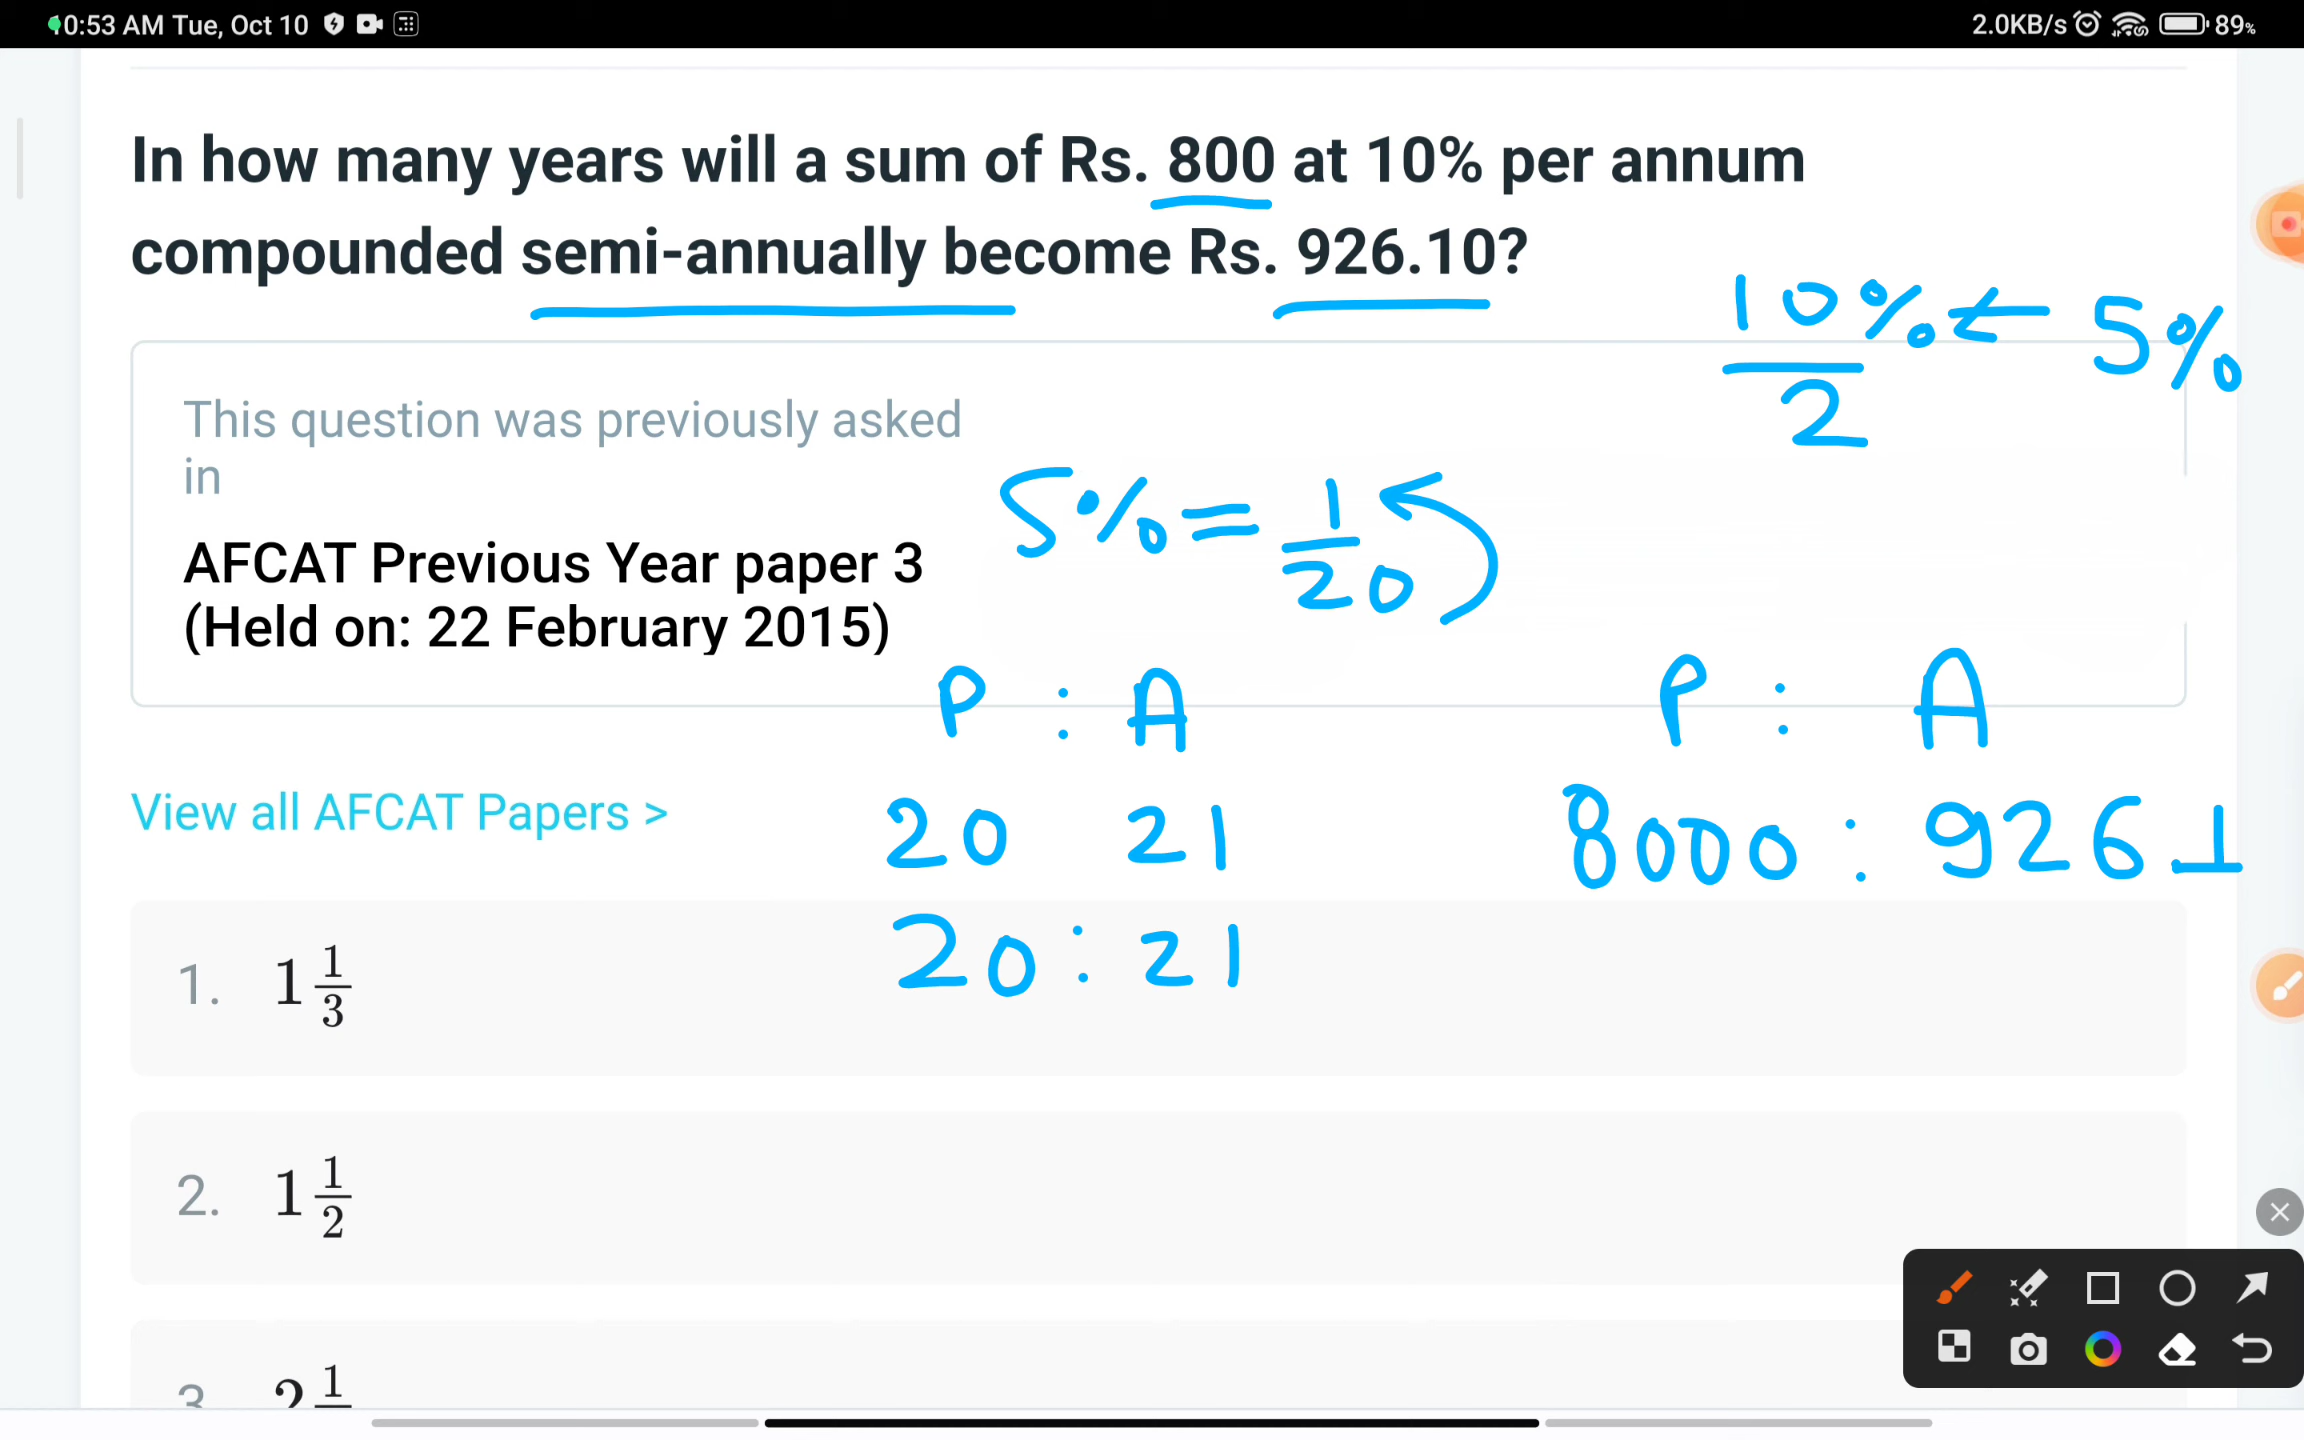 0:53 AM Tue, Oct 10
2.0KB/s 89%
In how many years will a sum of Rs. 800 at 10% per annum
compounded semi-annually become Rs. 926.10?
10% 5%
2
This question was previously asked
in
5% = 1
20
AFCAT Previous Year paper 3
(Held on: 22 February 2015)
P : A P : A
View all AFCAT Papers >
20 21 8000 : 9261
20 : 21
1. 1 1/3
2. 1 1/2
3 2 1